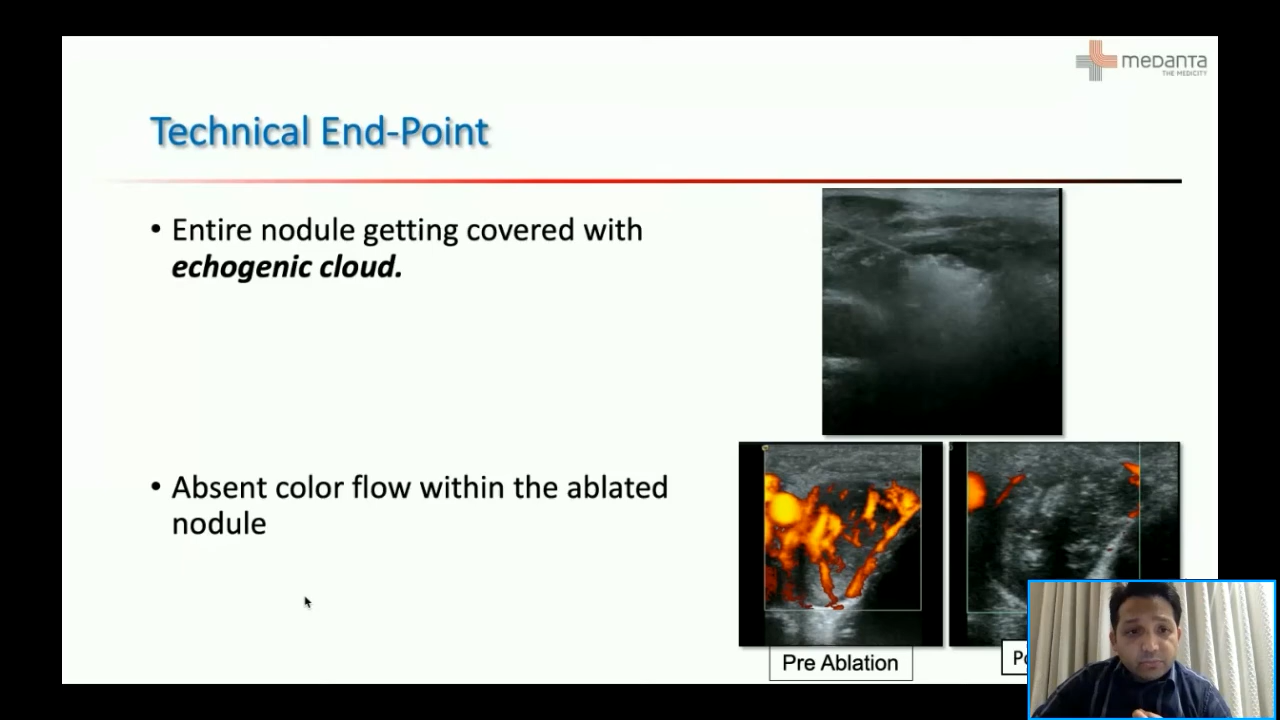 meDanTa
THE MEDICITY
Technical End-Point
• Entire nodule getting covered with
echogenic cloud.
• Absent color flow within the ablated
nodule
Pre Ablation